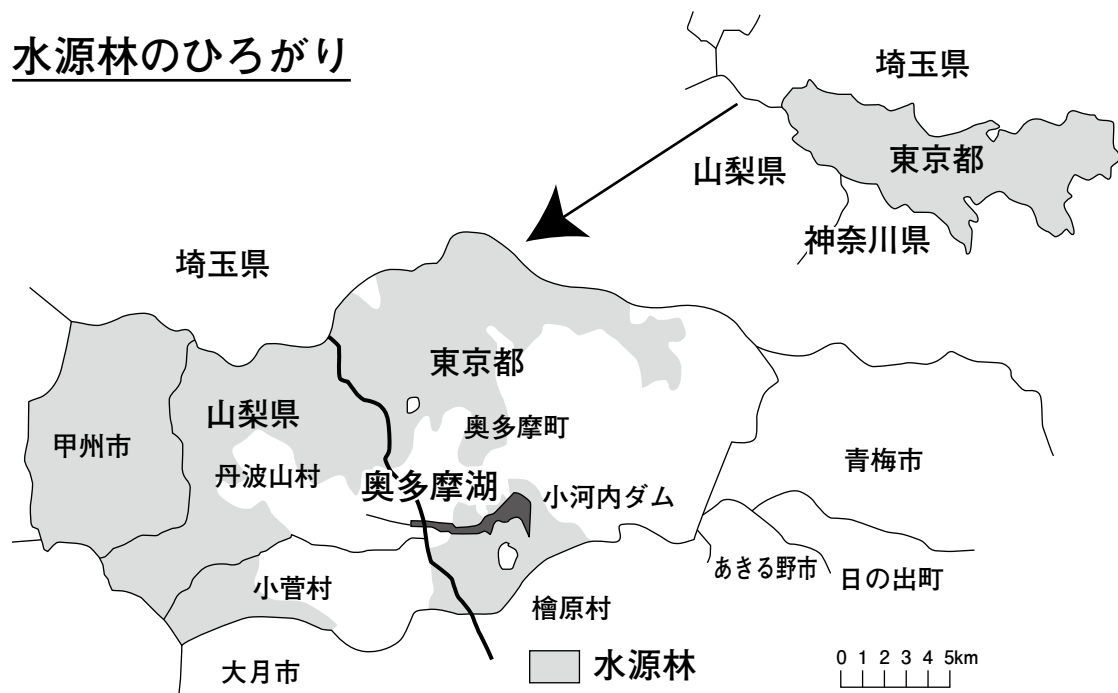 水源林のひろがり
埼玉県
東京都
山梨県
神奈川県
埼玉県
東京都
山梨県
奥多摩町
甲州市
丹波山村
青梅市
奥多摩湖
小河内ダム
あきる野市
日の出町
小菅村
檜原村
大月市
水源林
0 1 2 3 4 5km